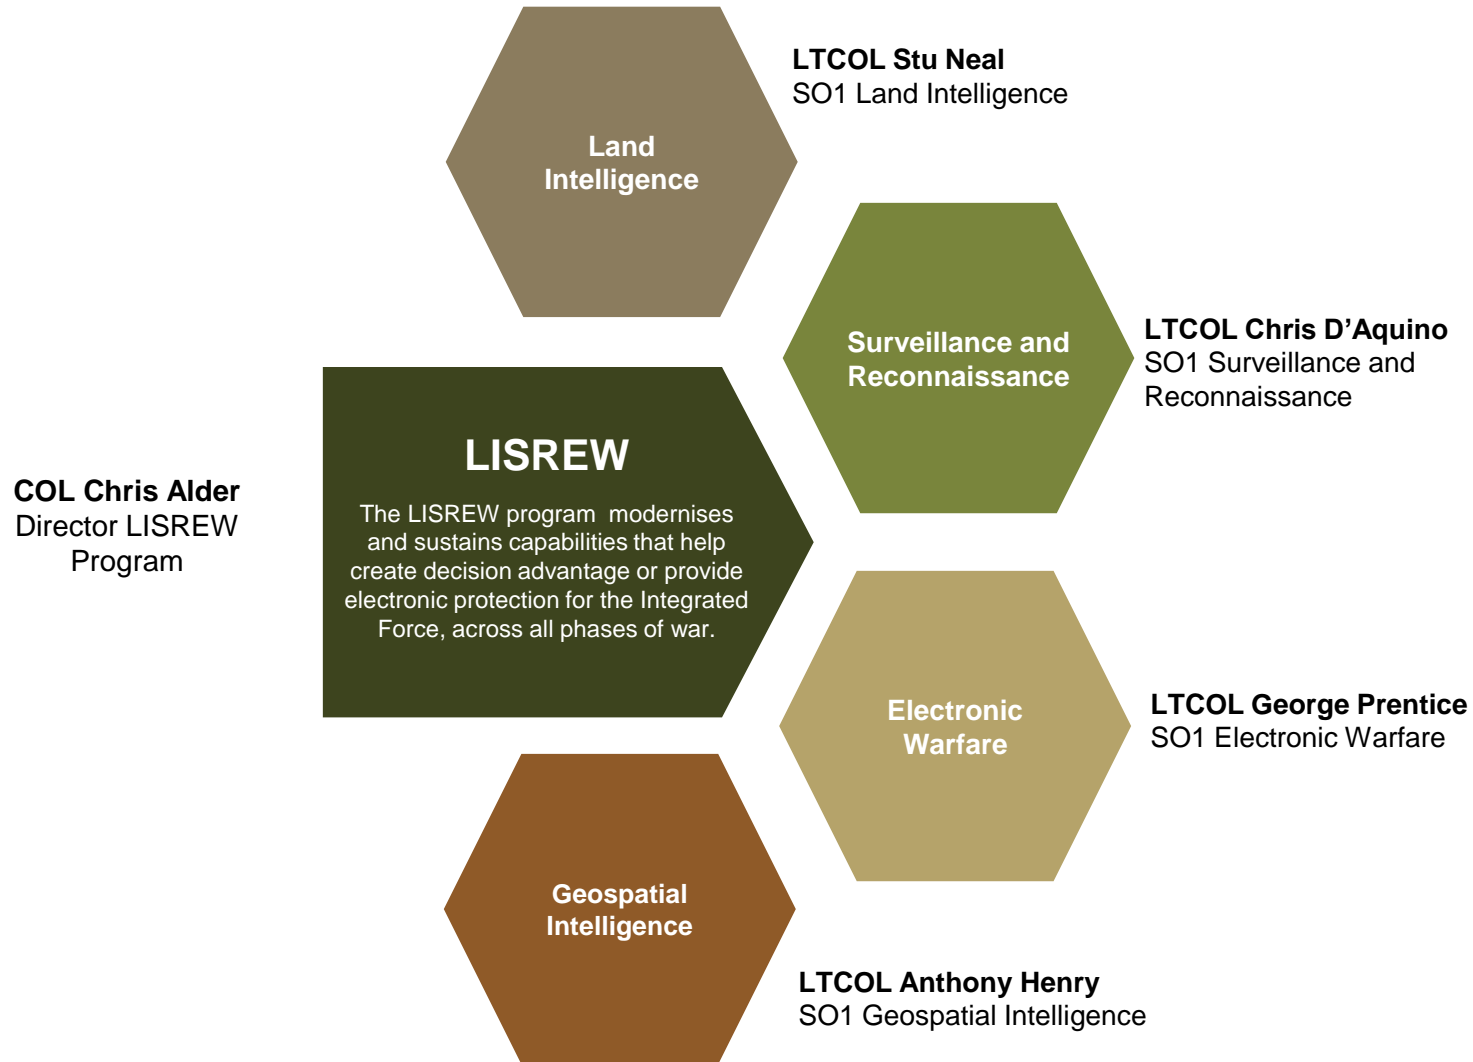 Land
Intelligence
LTCOL Stu Neal
SO1 Land Intelligence
Surveillance and
Reconnaissance
LTCOL Chris D’Aquino
SO1 Surveillance and
Reconnaissance
COL Chris Alder
Director LISREW
Program
LISREW
The LISREW program  modernises
and sustains capabilities that help
create decision advantage or provide
electronic protection for the Integrated
Force, across all phases of war.
Electronic
Warfare
LTCOL George Prentice
SO1 Electronic Warfare
Geospatial
Intelligence
LTCOL Anthony Henry
SO1 Geospatial Intelligence